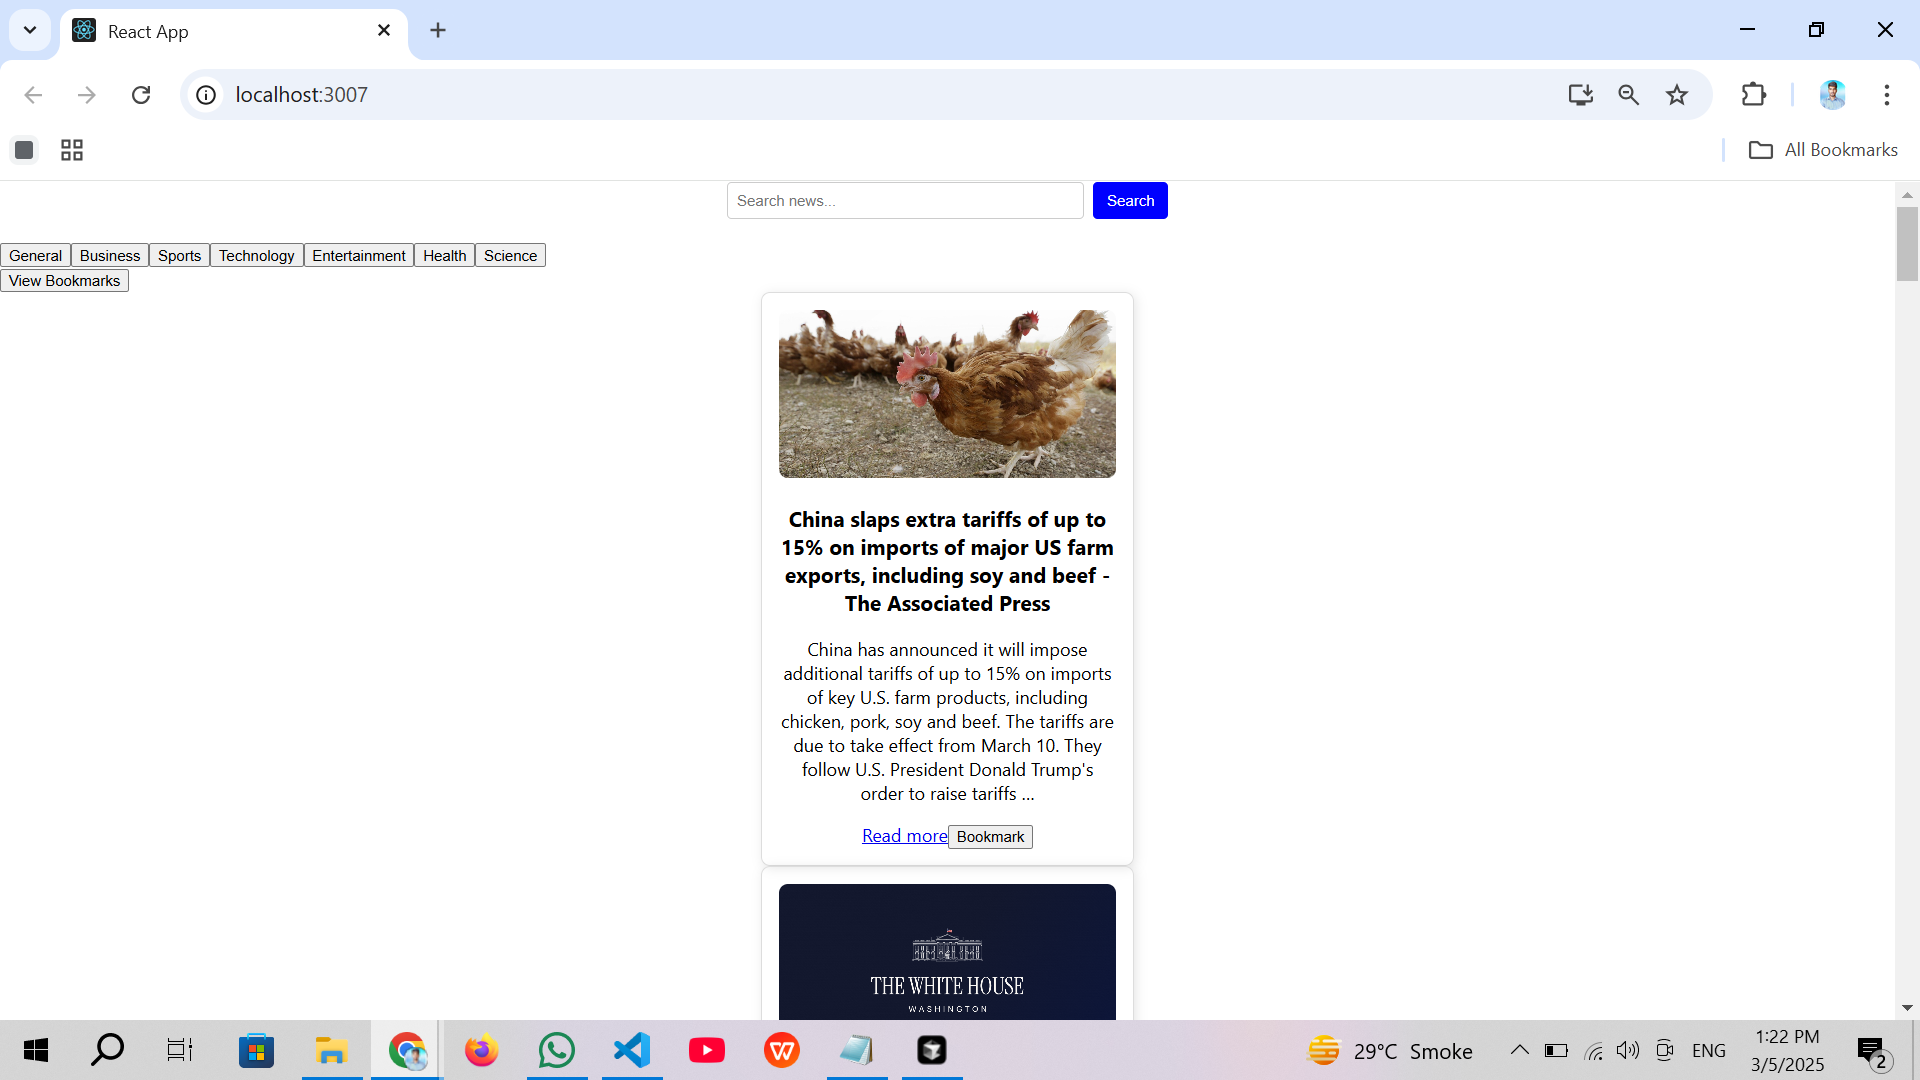 React App
localhost:3007
All Bookmarks
Search news...
Search
General Business Sports Technology Entertainment Health Science
View Bookmarks
China slaps extra tariffs of up to
15% on imports of major US farm
exports, including soy and beef -
The Associated Press
China has announced it will impose
additional tariffs of up to 15% on imports
of key U.S. farm products, including
chicken, pork, soy and beef. The tariffs are
due to take effect from March 10. They
follow U.S. President Donald Trump's
order to raise tariffs …
Read more Bookmark
THE WHITE HOUSE
WASHINGTON
29°C Smoke
ENG
1:22 PM
3/5/2025
2